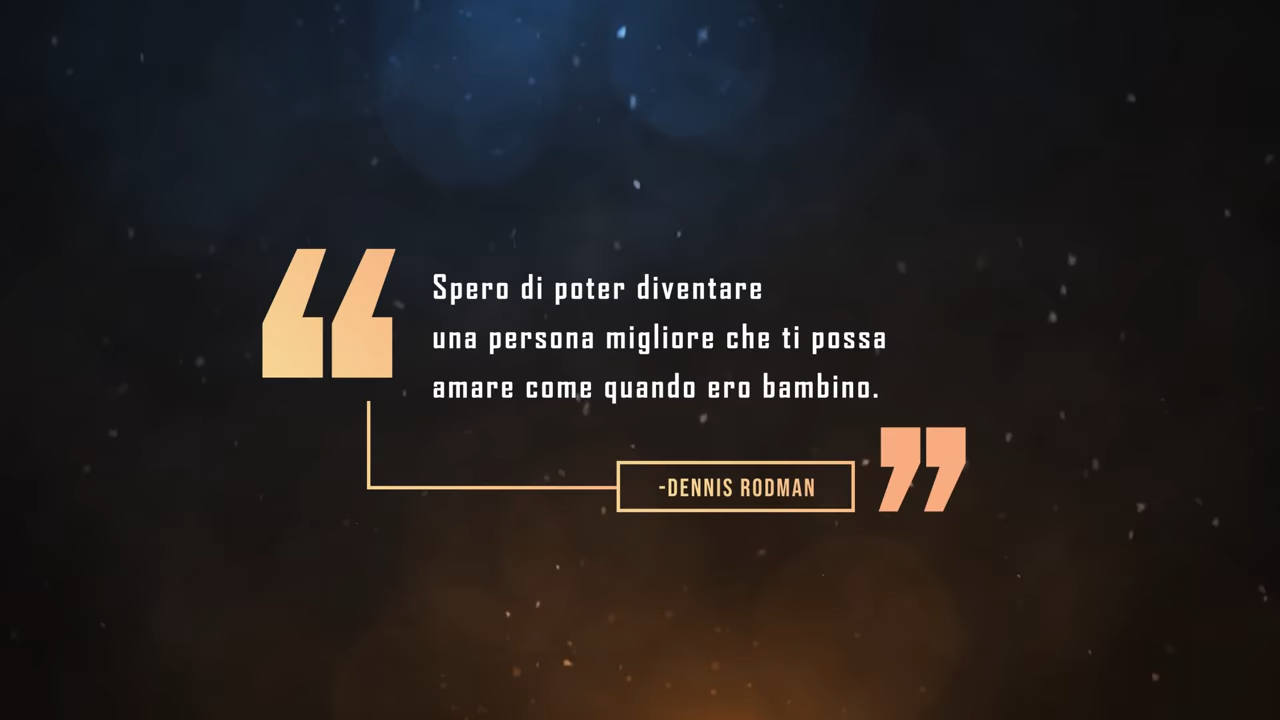 Spero di poter diventare
una persona migliore che ti possa
amare come quando ero bambino.
-DENNIS RODMAN